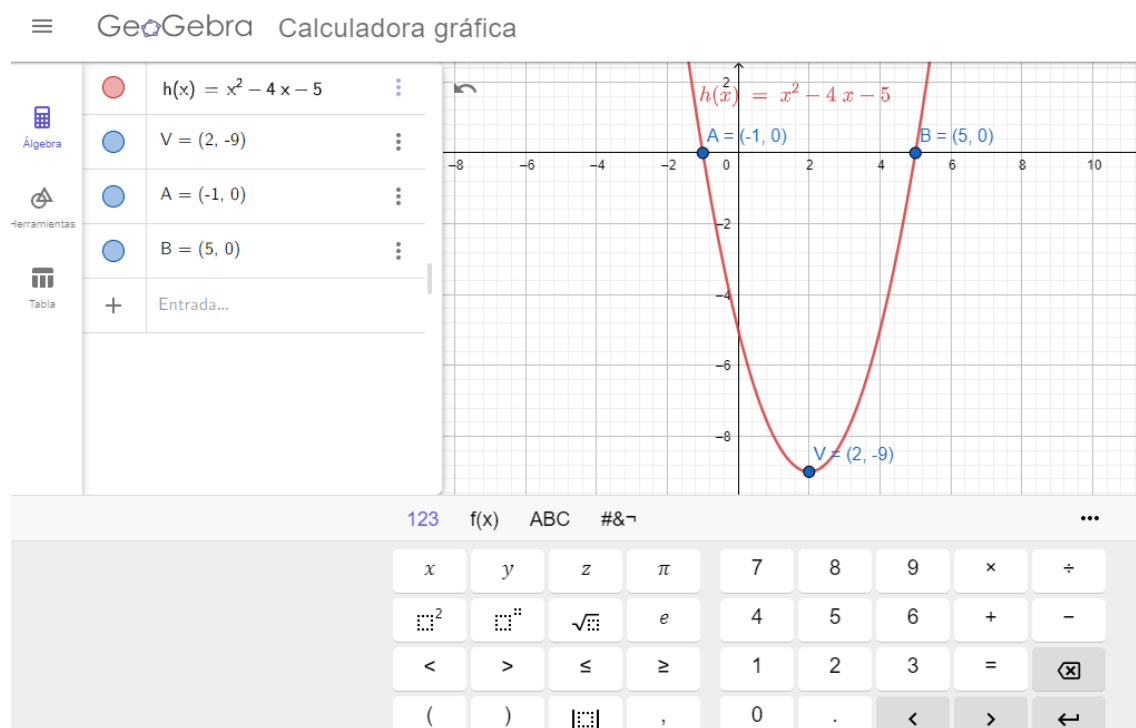 GeoGebra Calculadora gráfica
h(x) = x² − 4 x − 5
V = (2, -9)
A = (-1, 0)
B = (5, 0)
Entrada...
Álgebra
Herramientas
Tabla
h(x) = x² − 4 x − 5
A = (-1, 0)
B = (5, 0)
V = (2, -9)
2
-8 -6 -4 -2 0 2 4 6 8 10
-2
-4
-6
-8
123 f(x) ABC #&¬
x y z π 7 8 9 × ÷
2 √ e 4 5 6 + −
< > ≤ ≥ 1 2 3 =
( ) , 0 . < >